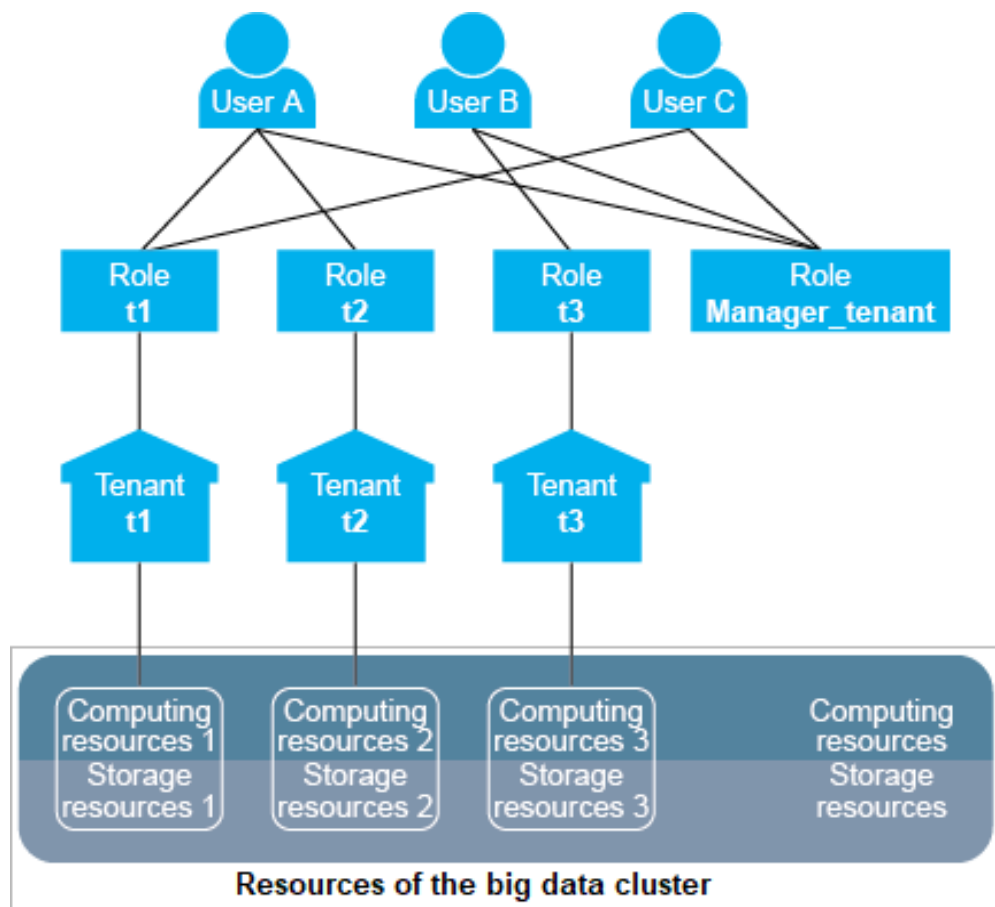 User A
User B
User C
Role
t1
Role
t2
Role
t3
Role
Manager_tenant
Tenant
t1
Tenant
t2
Tenant
t3
Computing
resources 1
Storage
resources 1
Computing
resources 2
Storage
resources 2
Computing
resources 3
Storage
resources 3
Computing
resources
Storage
resources
Resources of the big data cluster